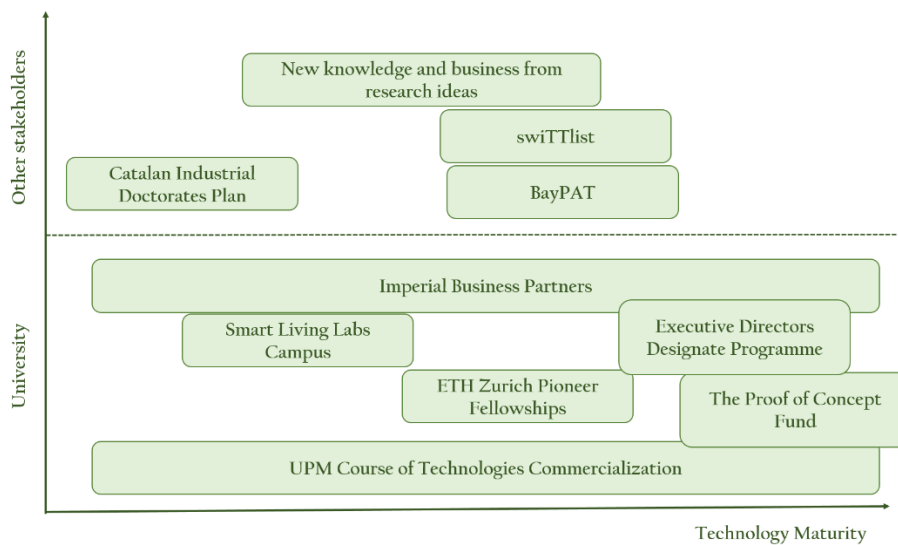 Other stakeholders
New knowledge and business from
research ideas
swiTTlist
Catalan Industrial
Doctorates Plan
BayPAT
University
Imperial Business Partners
Smart Living Labs
Campus
Executive Directors
Designate Programme
ETH Zurich Pioneer
Fellowships
The Proof of Concept
Fund
UPM Course of Technologies Commercialization
Technology Maturity